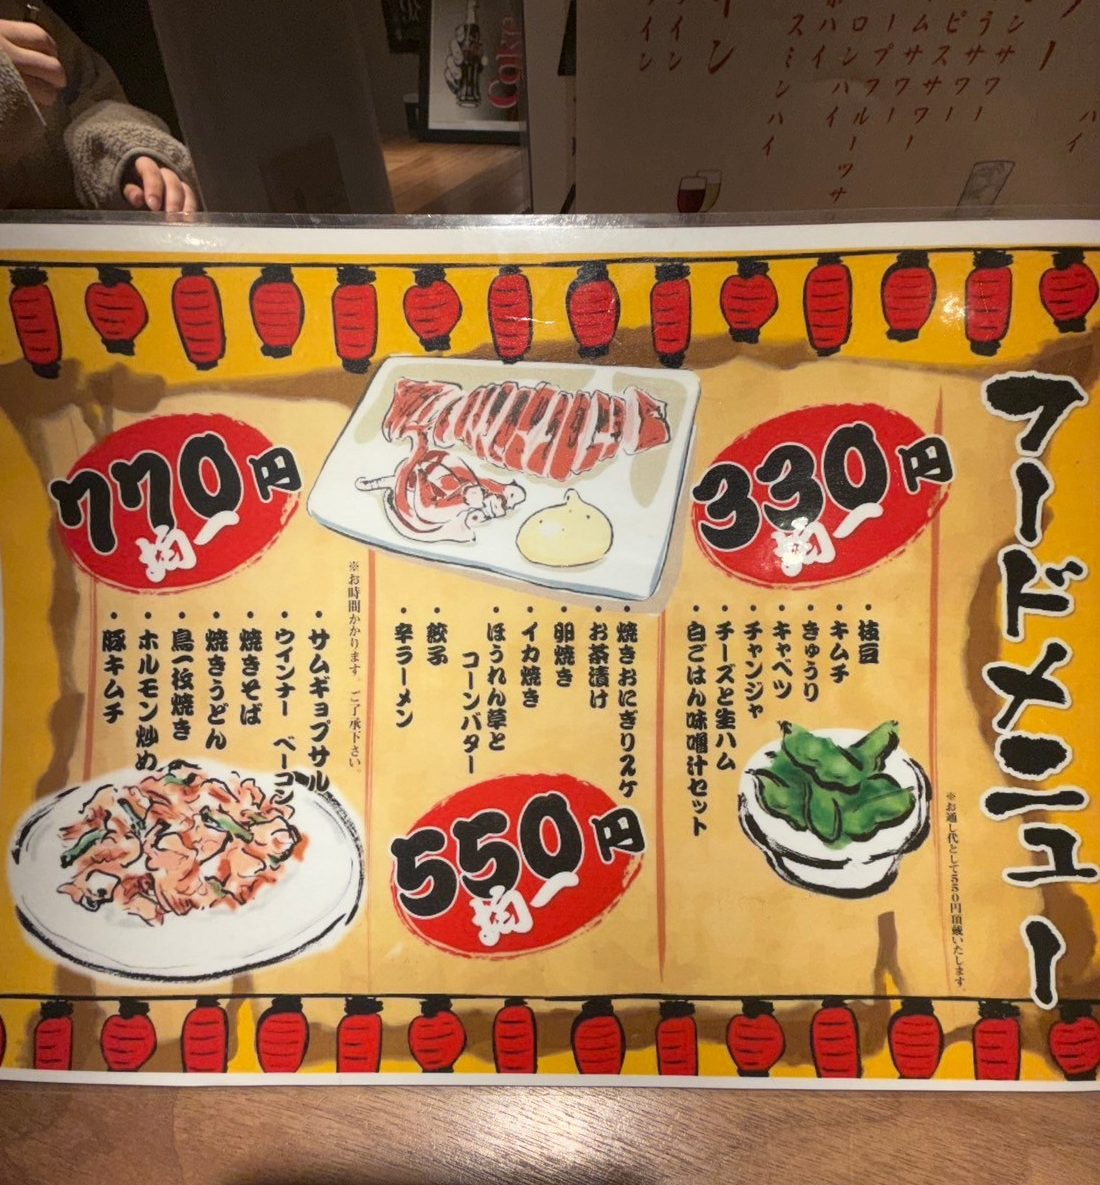 フードメニュー
※お通し代として550円頂戴いたします。
330円
均一
・枝豆
・キムチ
・きゅうり
・キャベツ
・チャンジャ
・チーズと生ハム
・白ごはん味噌汁セット
・焼きおにぎりスケ
・お茶漬け
・卵焼き
・イカ焼き
・ほうれん草と
コーンバター
・餃子
・辛ラーメン
550円
均一
770円
均一
※お時間かかります。ご了承下さい。
・サムギョプサル
・ウインナー ベーコン
・焼きそば
・焼きうどん
・鳥一枚焼き
・ホルモン炒め
・豚キムチ
Coke